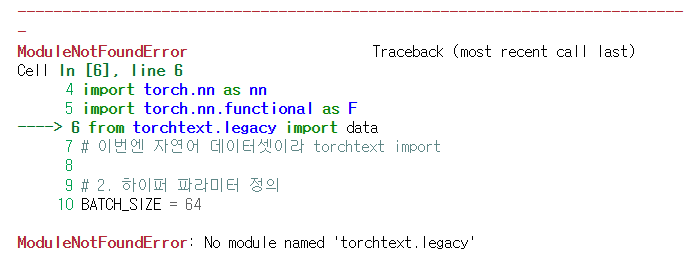 ---------------------------------------------------------------------------
ModuleNotFoundError                       Traceback (most recent call last)
Cell In [6], line 6
      4 import torch.nn as nn
      5 import torch.nn.functional as F
----> 6 from torchtext.legacy import data
      7 # 이번엔 자연어 데이터셋이라 torchtext import
      8
      9 # 2. 하이퍼 파라미터 정의
     10 BATCH_SIZE = 64
ModuleNotFoundError: No module named 'torchtext.legacy'